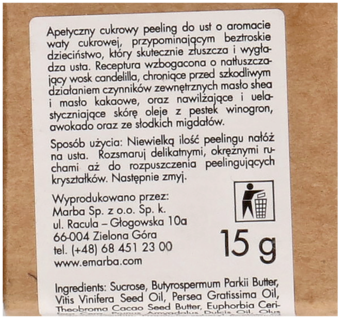 Apetyczny cukrowy peeling do ust o aromacie
waty cukrowej, przypominającym beztroskie
dzieciństwo, który skutecznie złuszcza i wygła-
dza usta. Receptura wzbogacona o natłuszcza-
jący wosk candelilla, chroniące przed szkodliwym
działaniem czynników zewnętrznych masło shea
i masło kakaowe, oraz nawilżające i uela-
styczniające skórę oleje z pestek winogron,
awokado oraz ze słodkich migdałów.
Sposób użycia: Niewielką ilość peelingu nałóż
na usta. Rozsmaruj delikatnymi, okrężnymi ru-
chami aż do rozpuszczenia peelingujących
kryształków. Następnie zmyj.
Wyprodukowano przez:
Marba Sp. z o.o. Sp. k.
ul. Racula – Głogowska 10a
66-004 Zielona Góra
tel. (+48) 68 451 23 00
www.emarba.com
15 g
Ingredients: Sucrose, Butyrospermum Parkii Butter,
Vitis Vinifera Seed Oil, Persea Gratissima Oil,
Theobroma Cacao Seed Butter, Euphorbia Ceri-